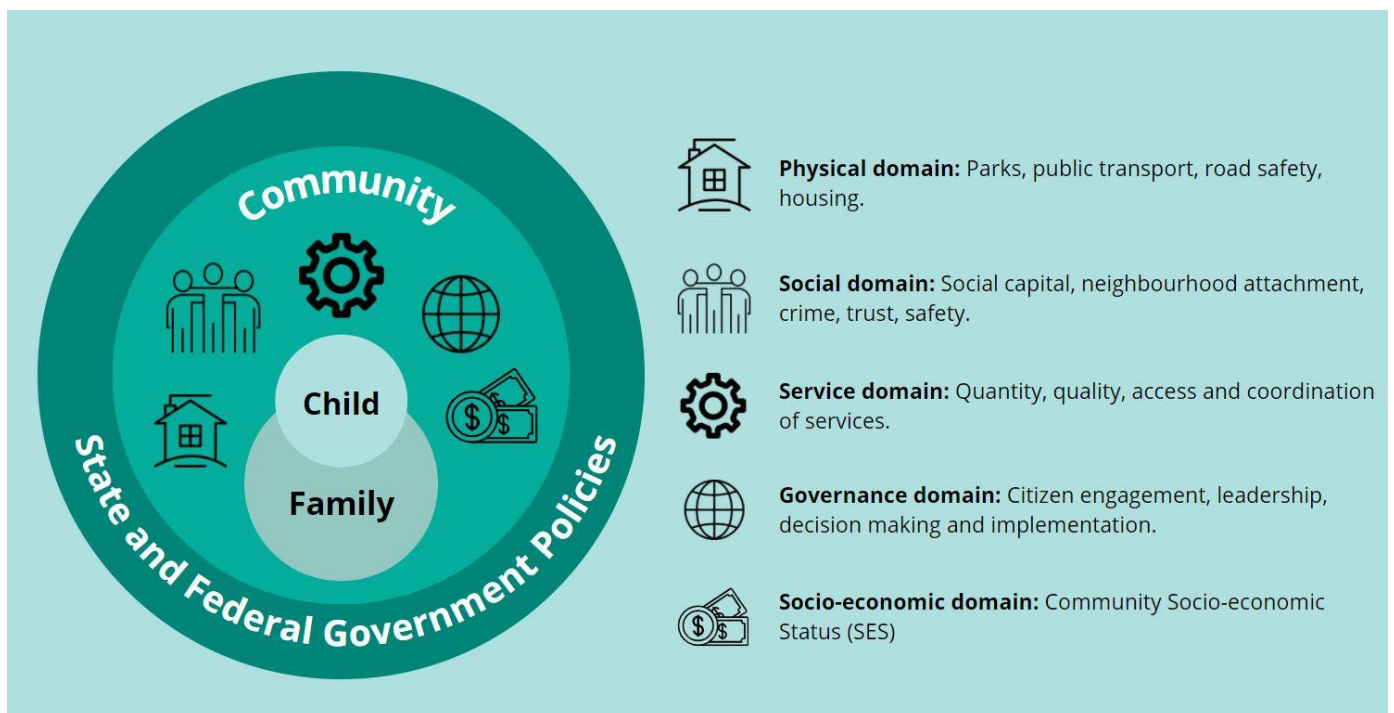 Community
Child
Family
State and Federal Government Policies
Physical domain: Parks, public transport, road safety,
housing.
Social domain: Social capital, neighbourhood attachment,
crime, trust, safety.
Service domain: Quantity, quality, access and coordination
of services.
Governance domain: Citizen engagement, leadership,
decision making and implementation.
Socio-economic domain: Community Socio-economic
Status (SES)